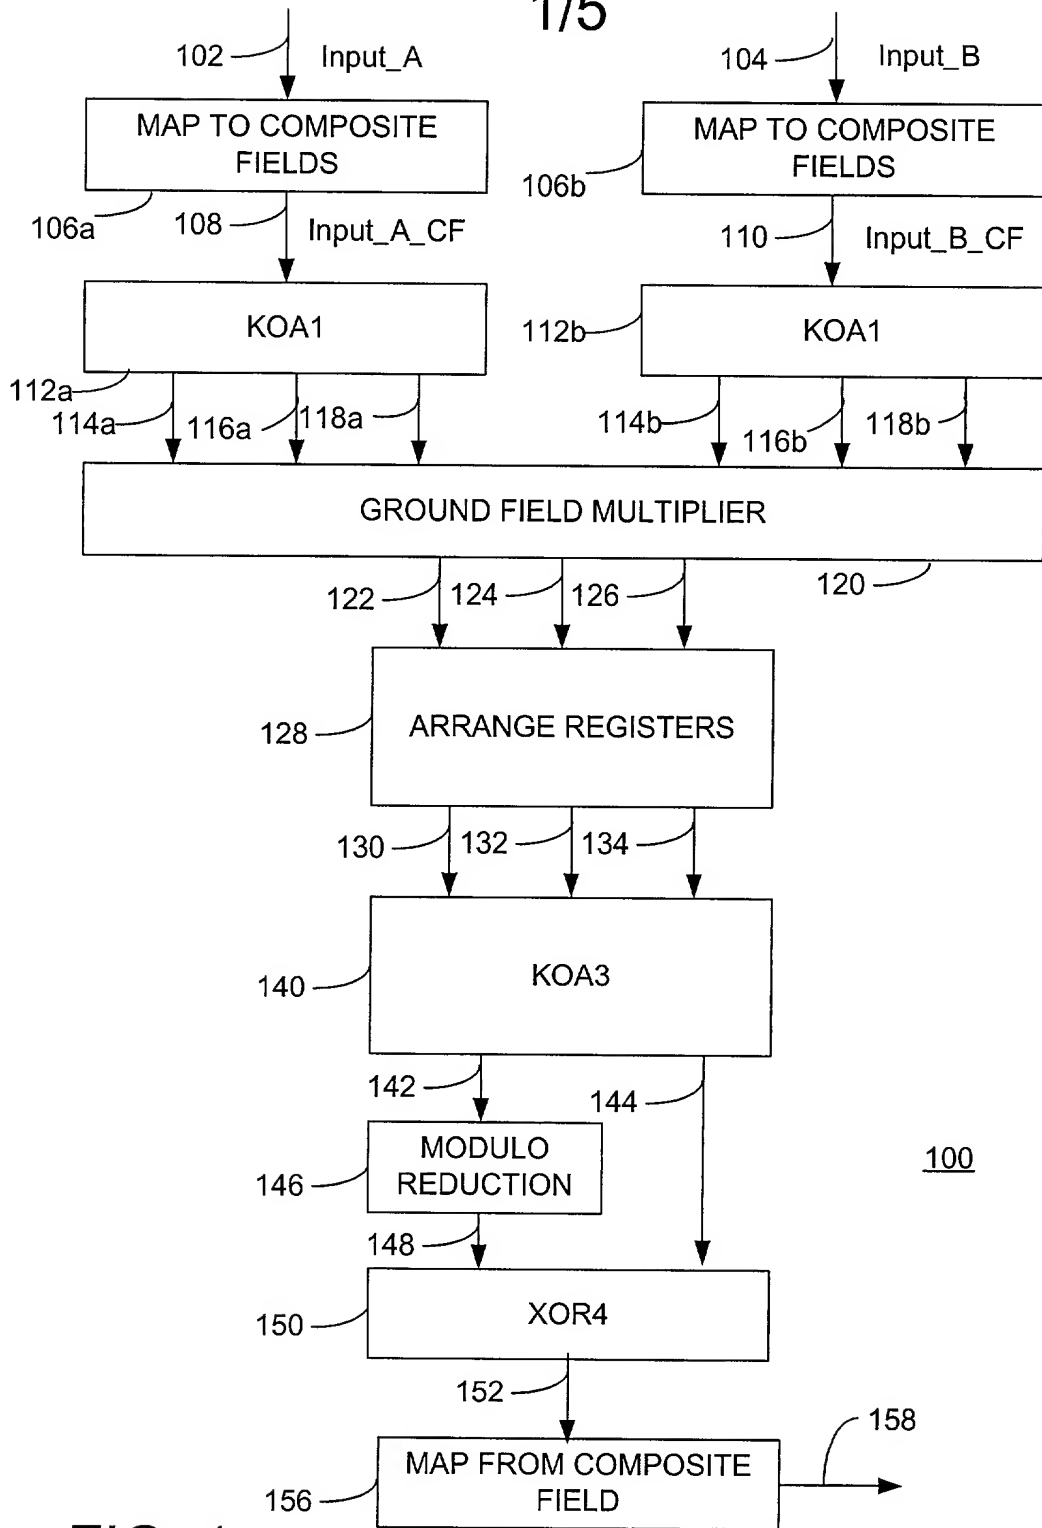 1/5
102 Input_A
104 Input_B
MAP TO COMPOSITE
FIELDS
MAP TO COMPOSITE
FIELDS
106a
106b
108 Input_A_CF
110 Input_B_CF
KOA1
KOA1
112a
112b
114a 116a 118a
114b 116b 118b
GROUND FIELD MULTIPLIER
120
122 124 126
ARRANGE REGISTERS
128
130 132 134
KOA3
140
142
144
MODULO
REDUCTION
146
100
148
XOR4
150
152
158
MAP FROM COMPOSITE
FIELD
156